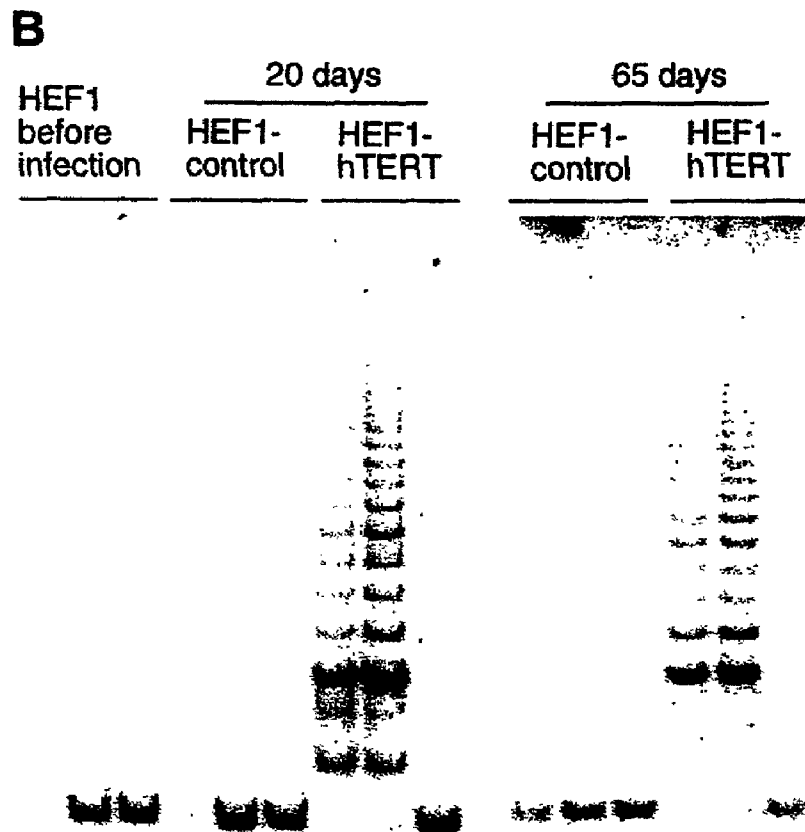 B
20 days
65 days
HEF1
before
infection
HEF1-
control
HEF1-
hTERT
HEF1-
control
HEF1-
hTERT